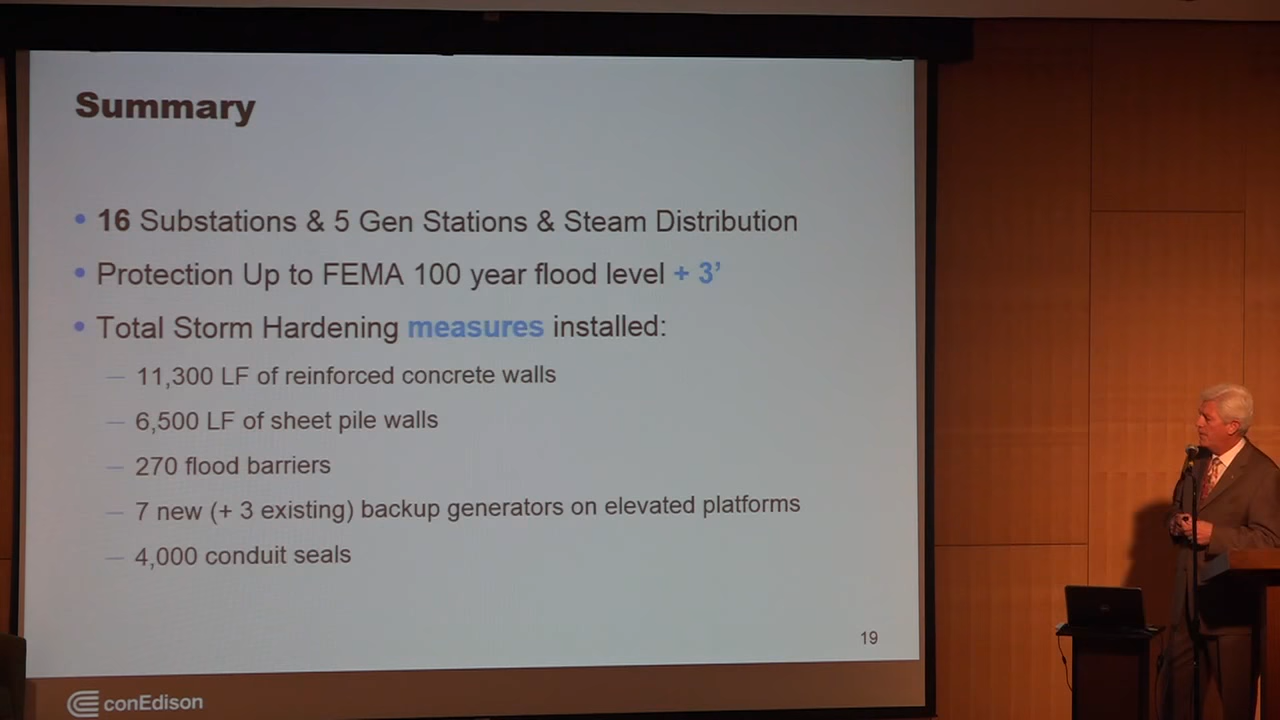 Summary
• 16 Substations & 5 Gen Stations & Steam Distribution
• Protection Up to FEMA 100 year flood level + 3’
• Total Storm Hardening measures installed:
– 11,300 LF of reinforced concrete walls
– 6,500 LF of sheet pile walls
– 270 flood barriers
– 7 new (+ 3 existing) backup generators on elevated platforms
– 4,000 conduit seals
19
conEdison